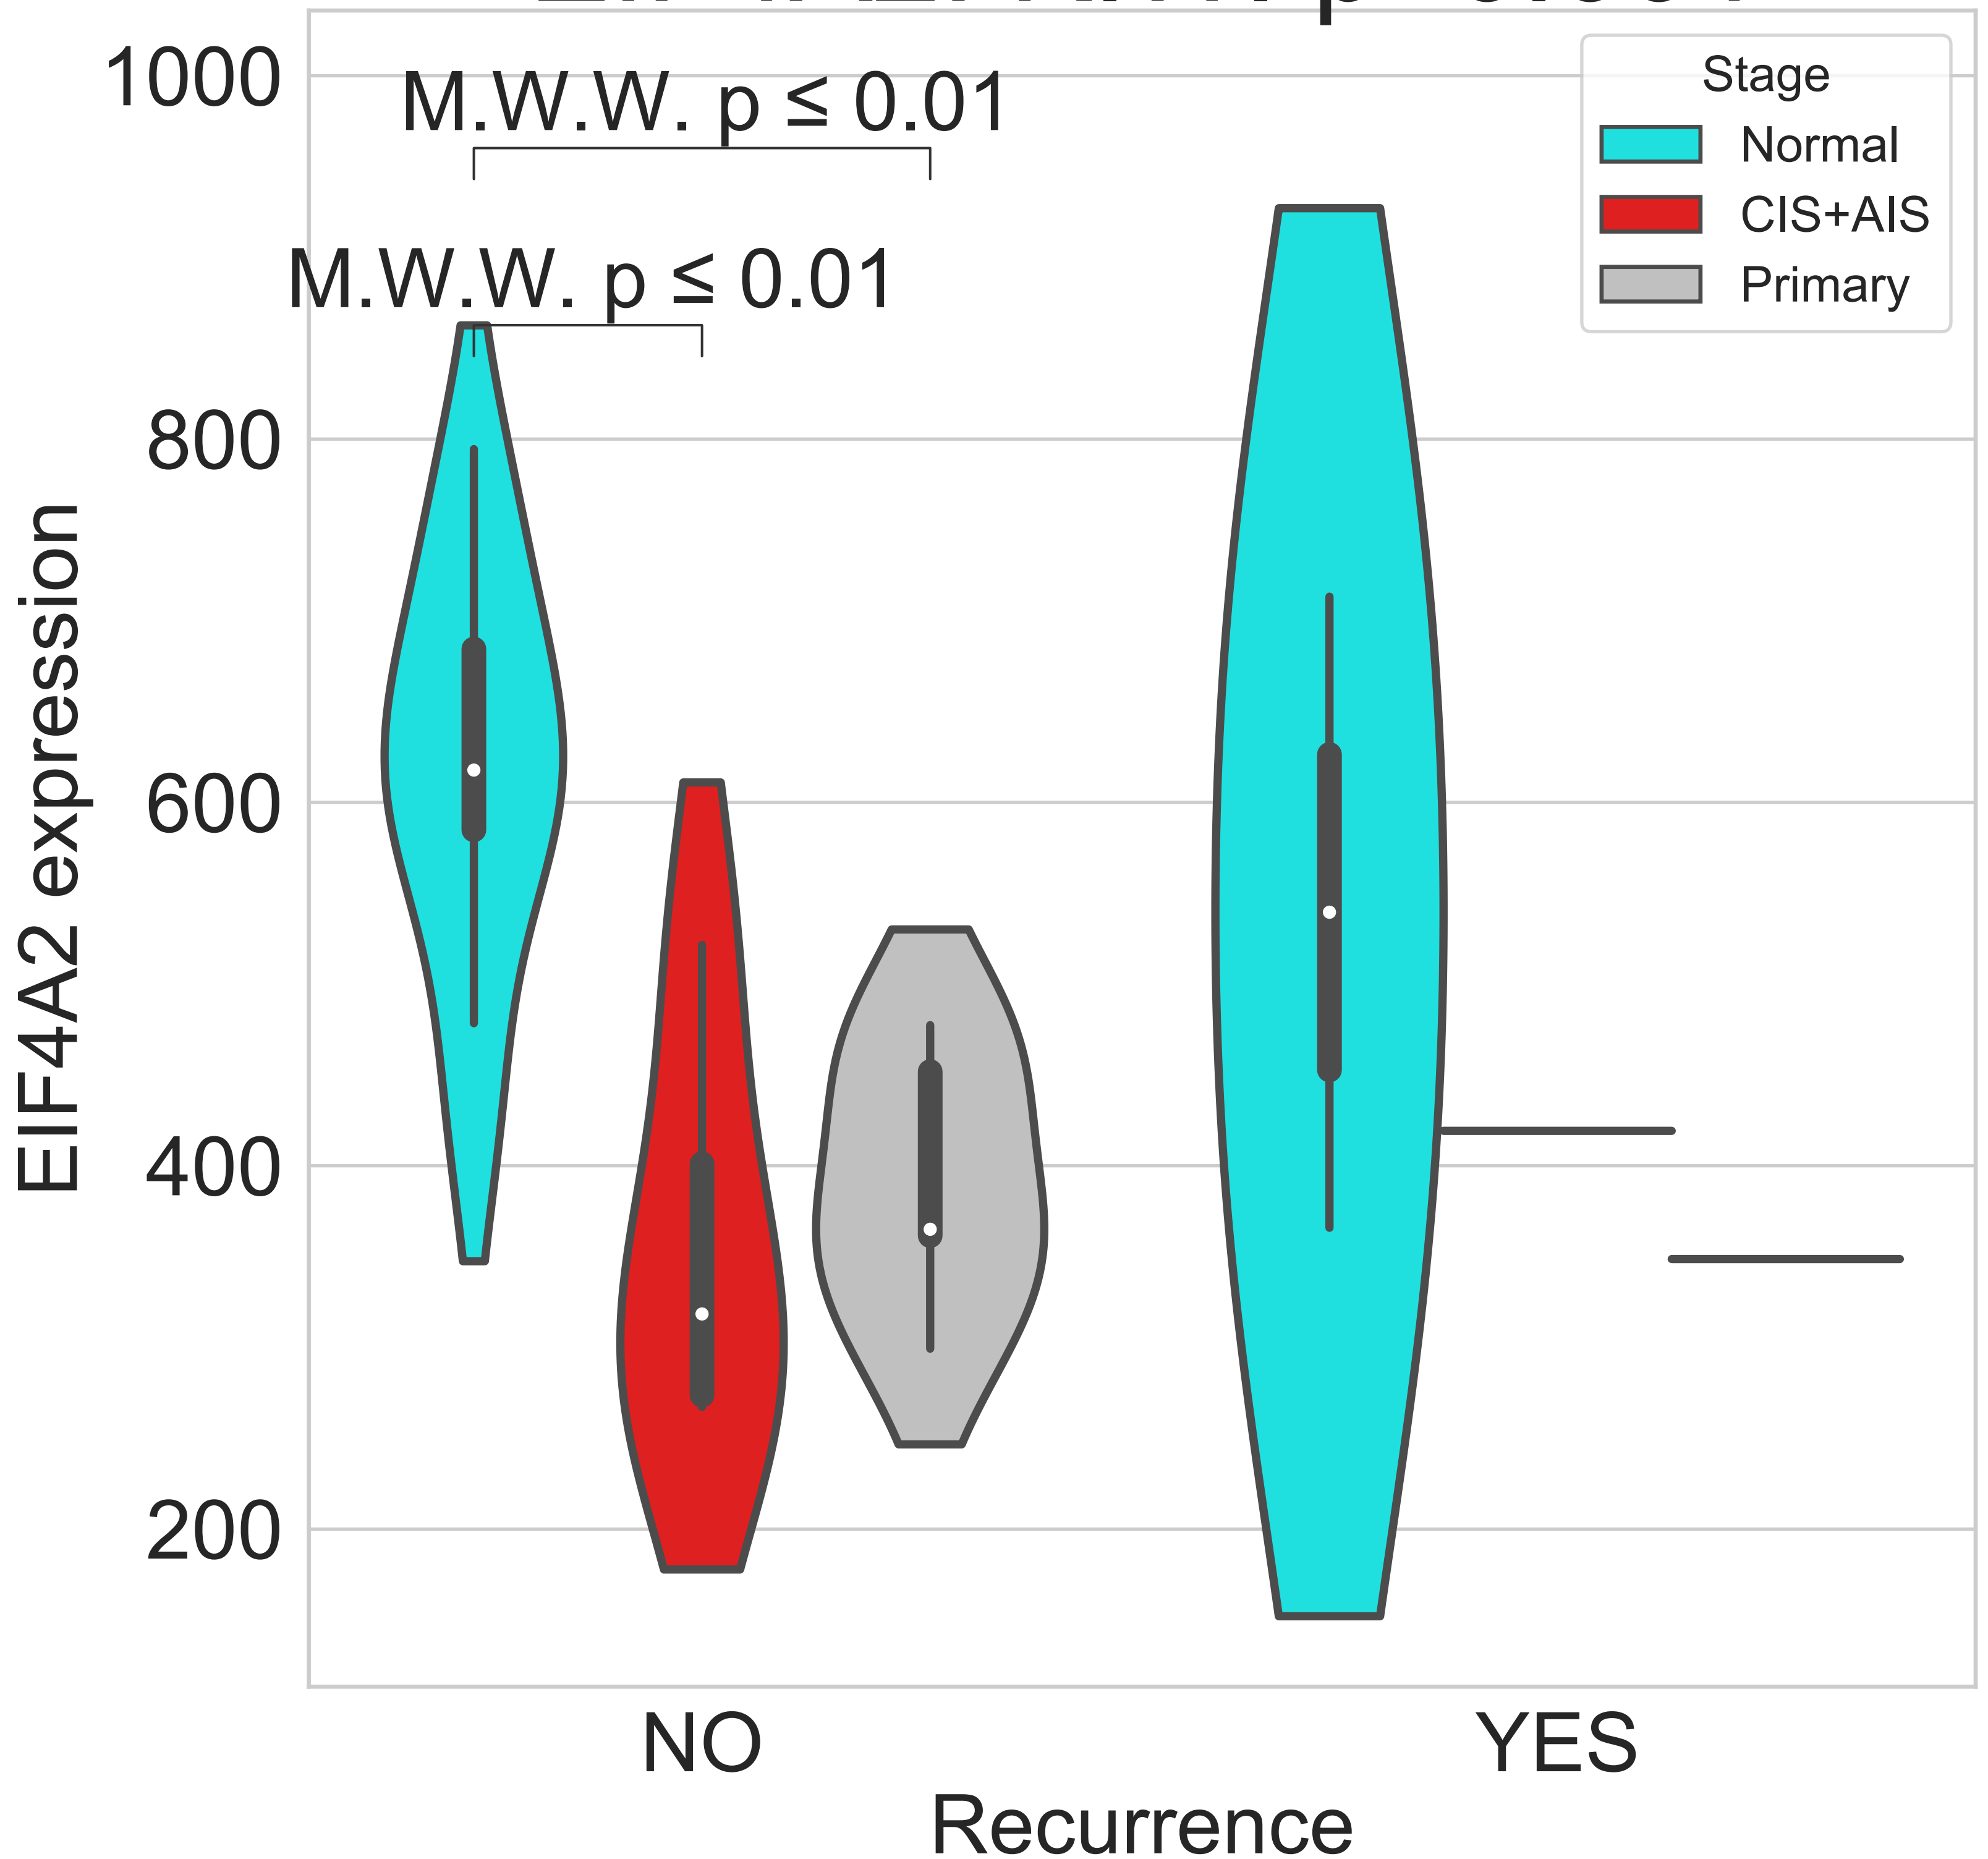 1000
800
600
400
200
EIF4A2 expression
M.W.W. p ≤ 0.01
M.W.W. p ≤ 0.01
Stage
Normal
CIS+AIS
Primary
NO
YES
Recurrence